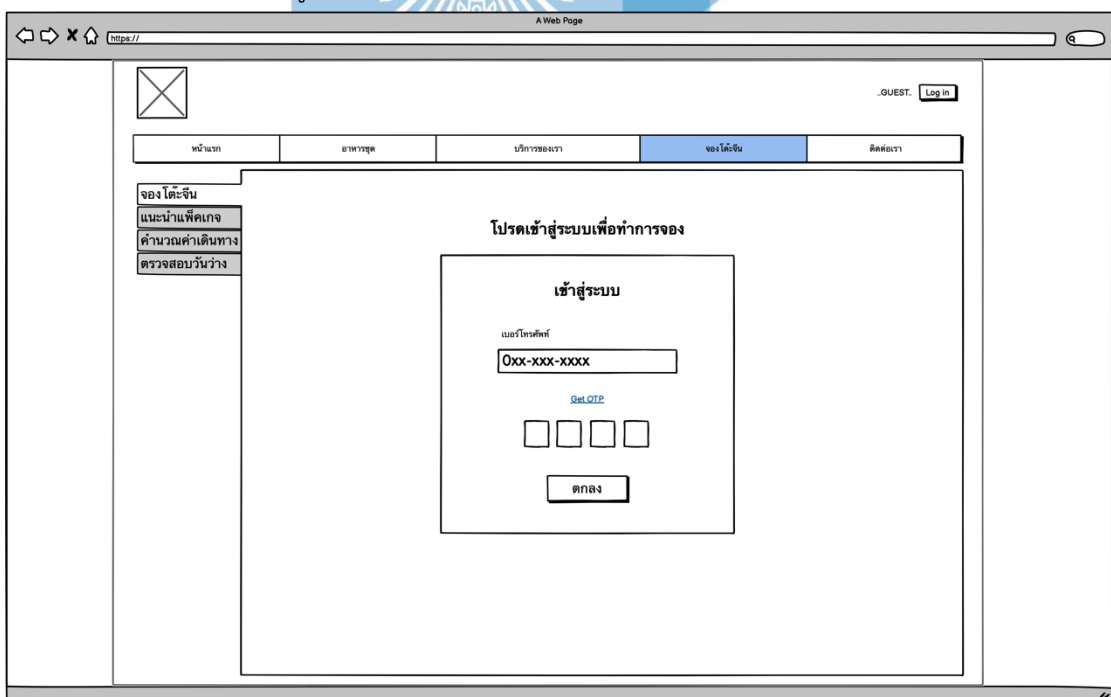 A Web Page
https://
..GUEST.. Log in
หน้าแรก อาหารชุด บริการของเรา จองโต๊ะจีน ติดต่อเรา
จองโต๊ะจีน
แนะนำแพ็คเกจ
คำนวณค่าเดินทาง
ตรวจสอบวันว่าง
โปรดเข้าสู่ระบบเพื่อทำการจอง
เข้าสู่ระบบ
เบอร์โทรศัพท์
0xx-xxx-xxxx
Get OTP
ตกลง